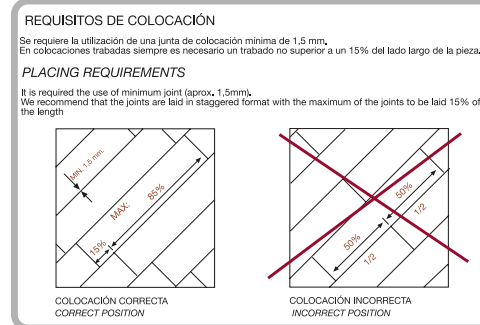 REQUISITOS DE COLOCACIÓN
Se requiere la utilización de una junta de colocación mínima de 1,5 mm.
En colocaciones trabadas siempre es necesario un trabado no superior a un 15% del lado largo de la pieza.
PLACING REQUIREMENTS
It is required the use of minimum joint (aprox. 1,5mm).
We recommend that the joints are laid in staggered format with the maximum of the joints to be laid 15% of
the length
MIN. 1,5 mm.
MAX:
85%
15%
50%
1/2
50%
1/2
COLOCACIÓN CORRECTA
CORRECT POSITION
COLOCACIÓN INCORRECTA
INCORRECT POSITION